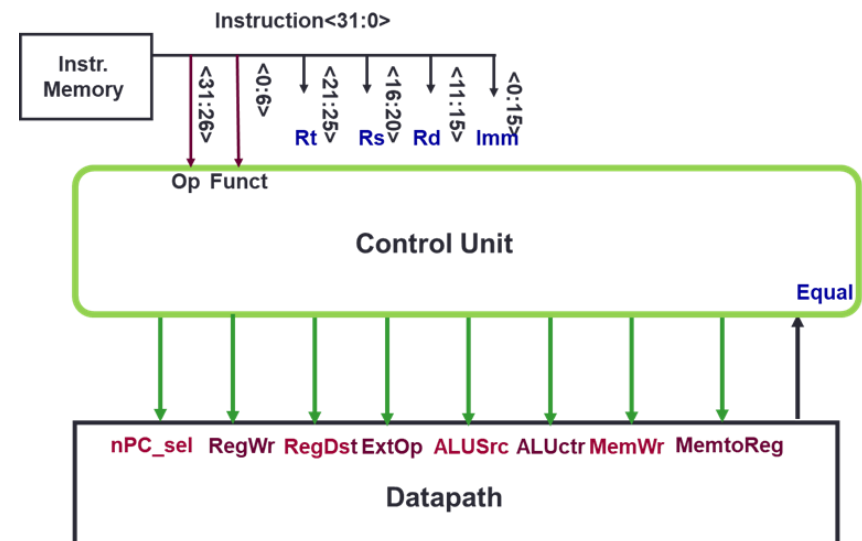 Instruction<31:0>
Instr.
Memory
<31:26>
<0:6>
<21:25>
<16:20>
<11:15>
<0:15>
Rt
Rs
Rd
Imm
Op
Funct
Control Unit
Equal
nPC_sel
RegWr
RegDst
ExtOp
ALUSrc
ALUctr
MemWr
MemtoReg
Datapath